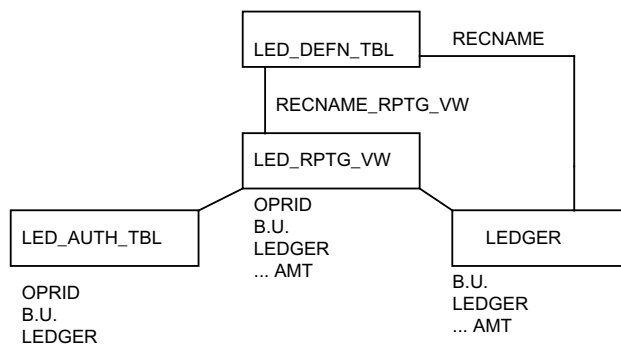 LED_DEFN_TBL
RECNAME
RECNAME_RPTG_VW
LED_RPTG_VW
OPRID
B.U.
LEDGER
... AMT
LED_AUTH_TBL
OPRID
B.U.
LEDGER
LEDGER
B.U.
LEDGER
... AMT